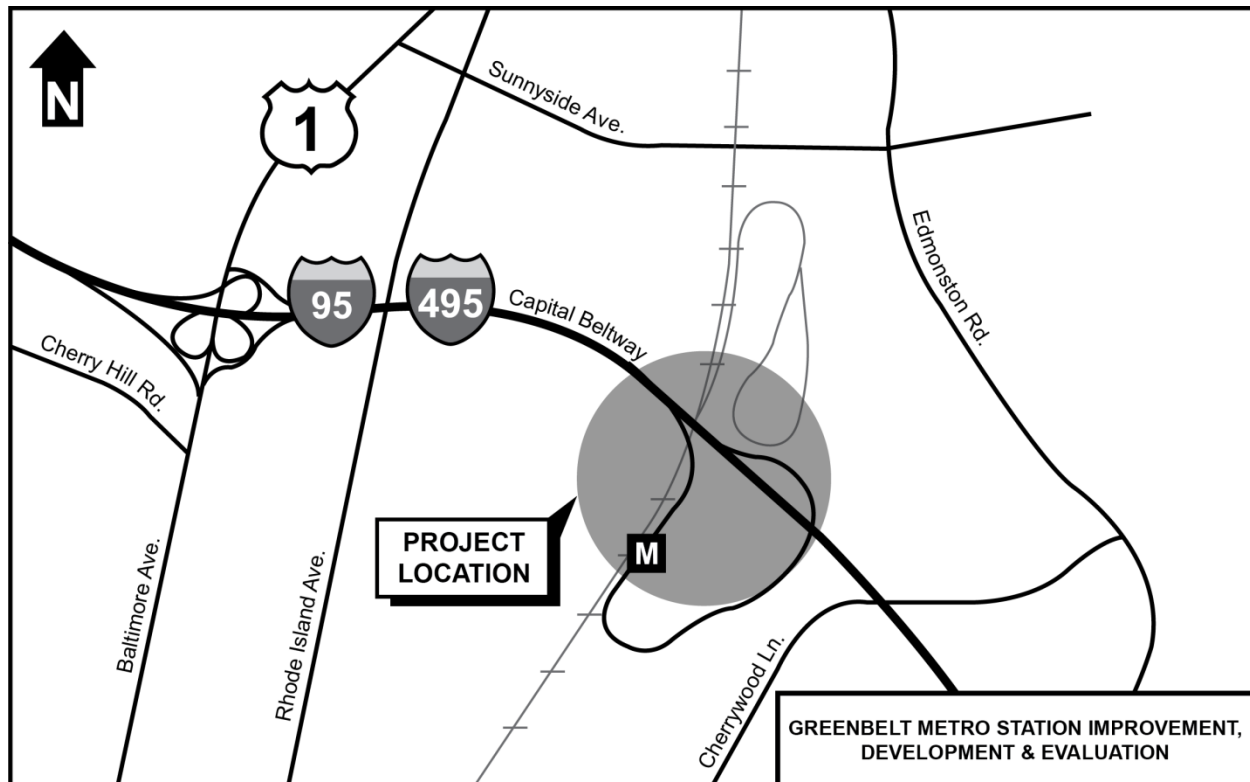 N
1
Sunnyside Ave.
Edmonston Rd.
95
495
Capital Beltway
Cherry Hill Rd.
PROJECT
LOCATION
M
Baltimore Ave.
Rhode Island Ave.
Cherrywood Ln.
GREENBELT METRO STATION IMPROVEMENT,
DEVELOPMENT & EVALUATION